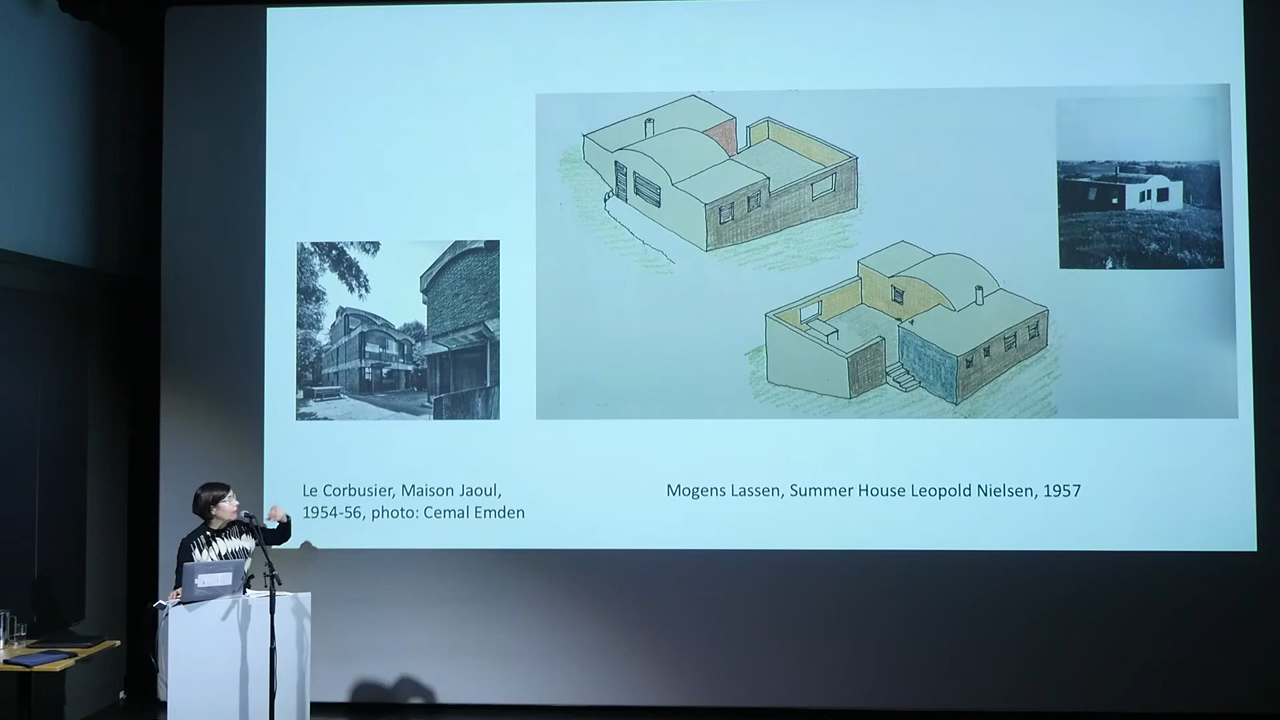 Le Corbusier, Maison Jaoul,
1954-56, photo: Cemal Emden
Mogens Lassen, Summer House Leopold Nielsen, 1957